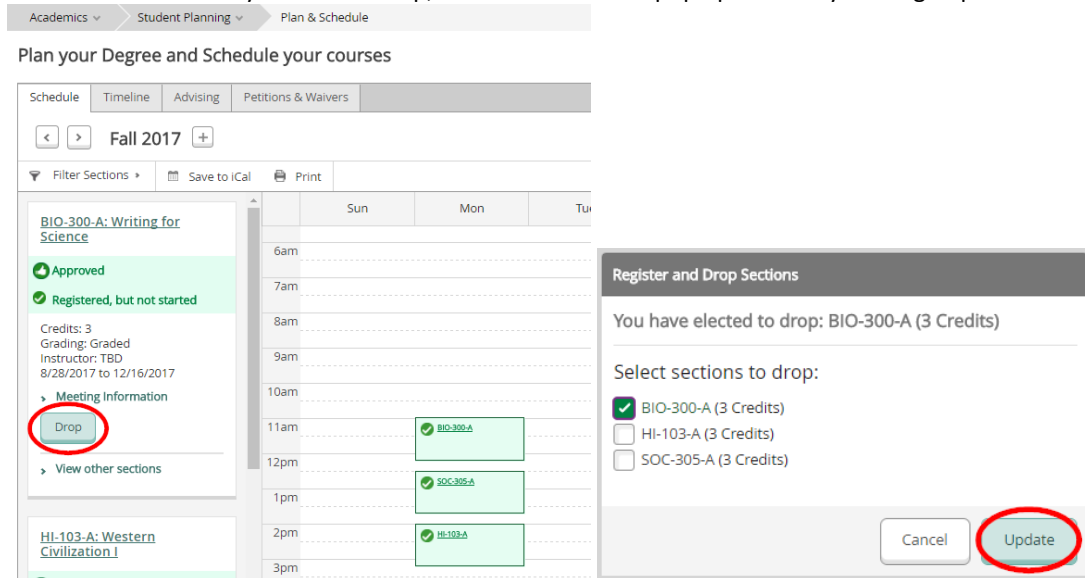 Academics
Student Planning
Plan & Schedule
Plan your Degree and Schedule your courses
Schedule Timeline Advising Petitions & Waivers
Fall 2017
Filter Sections Save to iCal Print
BIO-300-A: Writing for
Science
Approved
Registered, but not started
Credits: 3
Grading: Graded
Instructor: TBD
8/28/2017 to 12/16/2017
Meeting Information
Drop
View other sections
HI-103-A: Western
Civilization I
Sun Mon
6am
7am
8am
9am
10am
11am
BIO-300-A
12pm
SOC-305-A
1pm
2pm
HI-103-A
3pm
Register and Drop Sections
You have elected to drop: BIO-300-A (3 Credits)
Select sections to drop:
BIO-300-A (3 Credits)
HI-103-A (3 Credits)
SOC-305-A (3 Credits)
Cancel Update